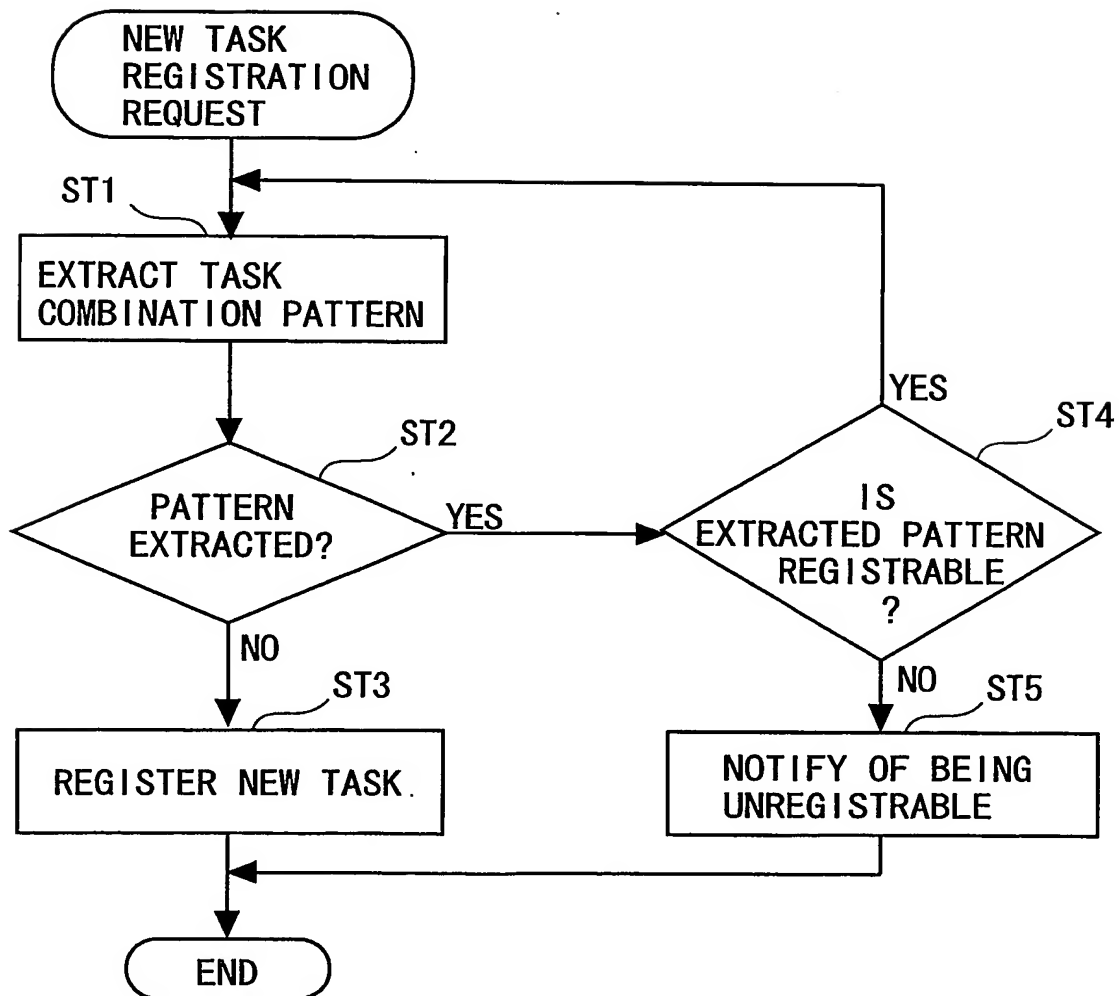 NEW TASK
REGISTRATION
REQUEST
ST1
EXTRACT TASK
COMBINATION PATTERN
ST2
PATTERN
EXTRACTED?
YES
NO
ST3
REGISTER NEW TASK.
YES
ST4
IS
EXTRACTED PATTERN
REGISTRABLE
?
NO
ST5
NOTIFY OF BEING
UNREGISTRABLE
END